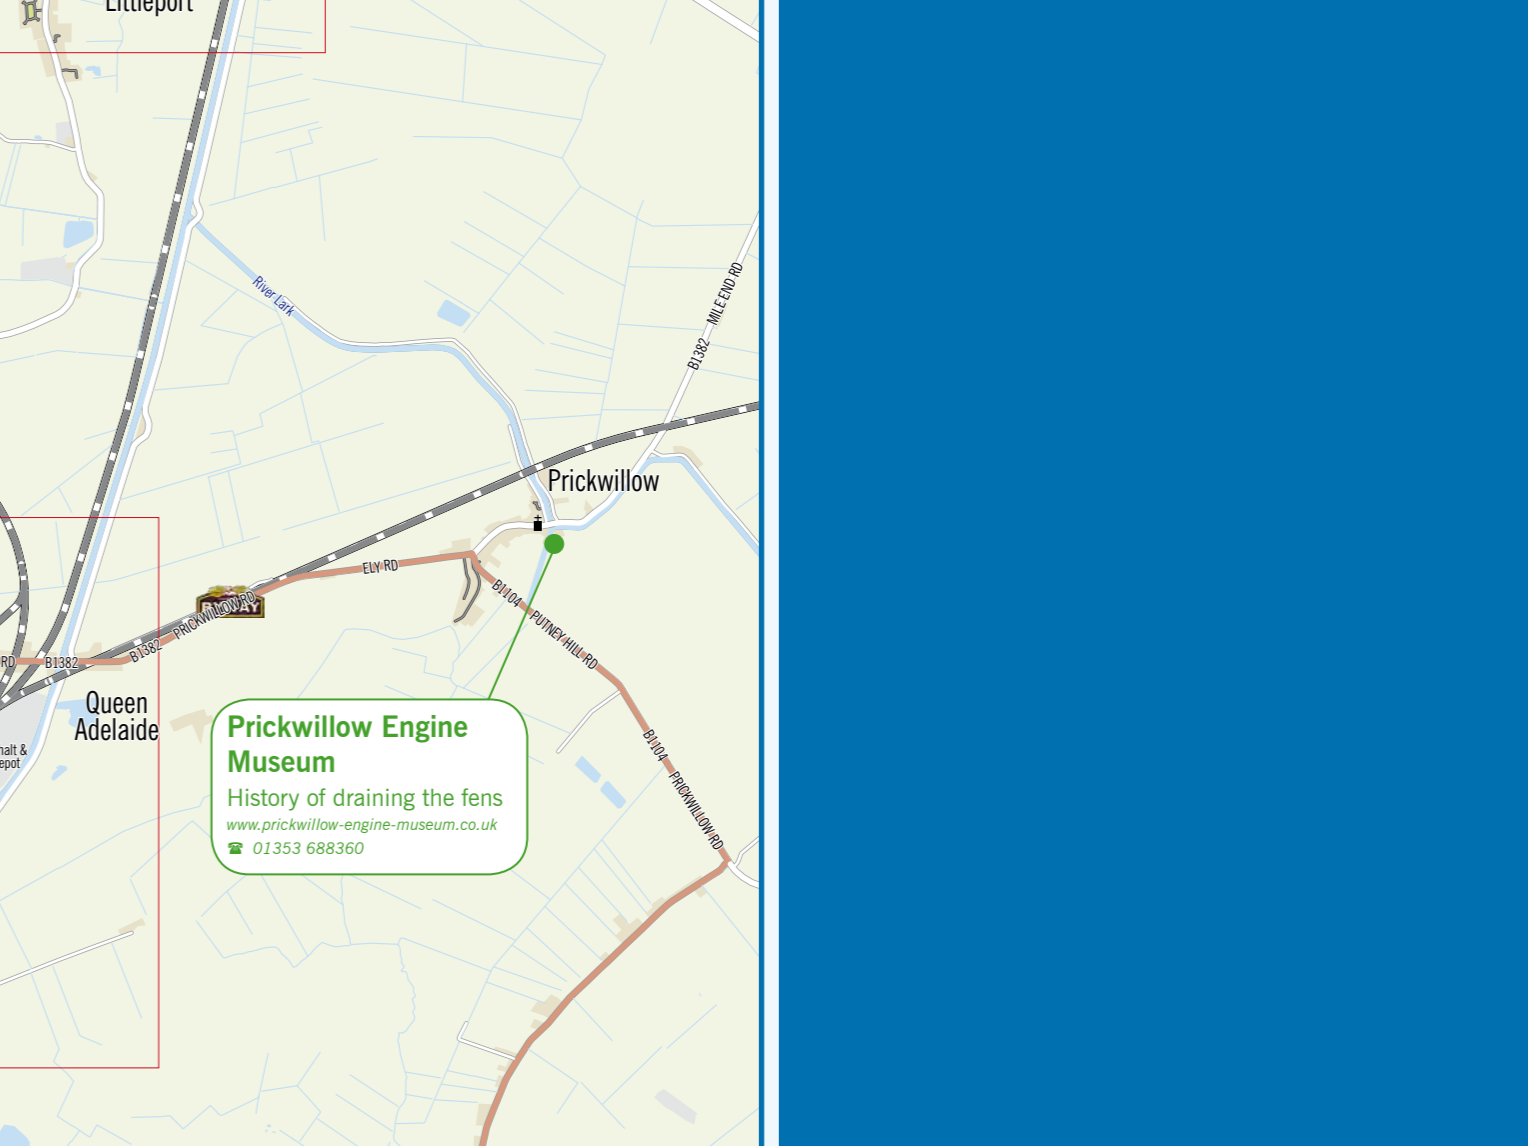 Littleport
River Lark
MILE END RD
B1382
Prickwillow
ELY RD
B1104
PUTNEY HILL RD
PRICKWILLOW RD
B1382
RD
B1382
Queen
Adelaide
B1104
PRICKWILLOW RD
Prickwillow Engine
Museum
History of draining the fens
www.prickwillow-engine-museum.co.uk
01353 688360